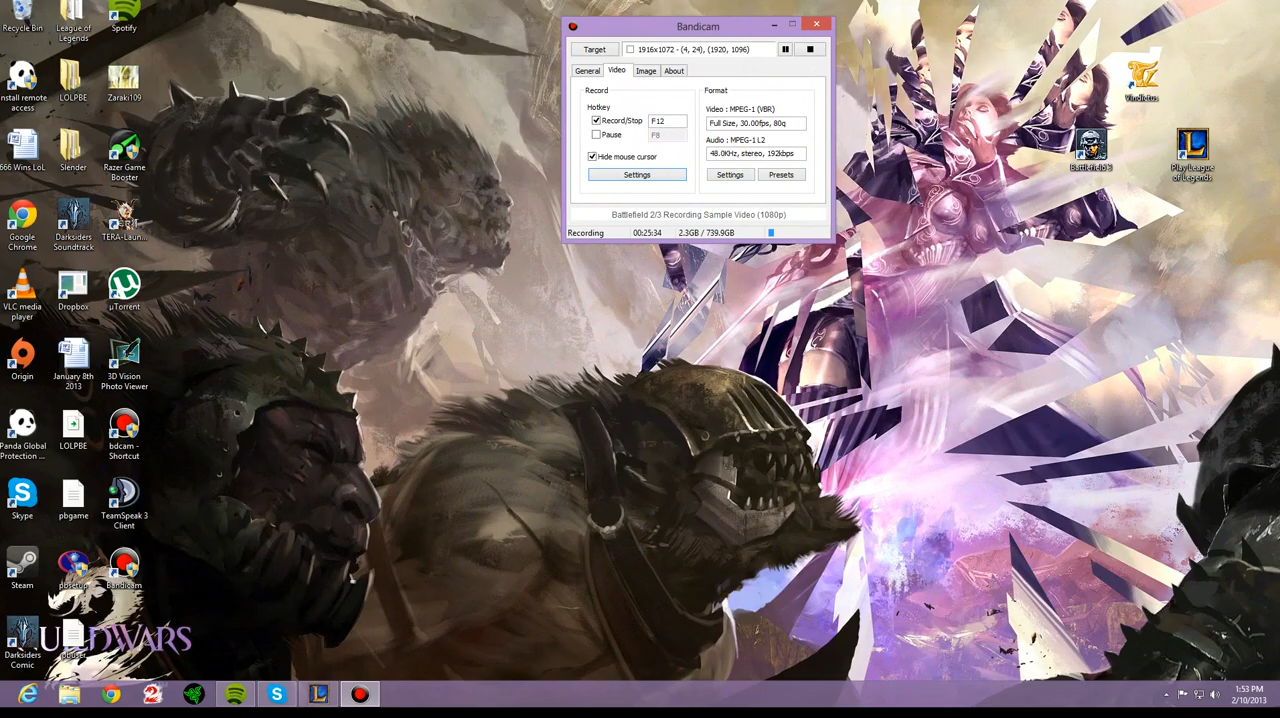 Recycle Bin
League of
Legends
Spotify
nstall remote
access
LOLPBE
Zaraki109
666 Wins LoL
Slender
Razer Game
Booster
Google
Chrome
Darksiders
Soundtrack
TERA-Laun...
VLC media
player
Dropbox
µTorrent
Origin
January 8th
2013
3D Vision
Photo Viewer
Panda Global
Protection ...
LOLPBE
bdcam -
Shortcut
Skype
pbgame
TeamSpeak 3
Client
Steam
pbsetup
Bandicam
Darksiders
Comic
pbuser
UILDWARS
Bandicam
Target
1916x1072 - (4, 24), (1920, 1096)
General
Video
Image
About
Record
Hotkey
Record/Stop
F12
Pause
F8
Hide mouse cursor
Settings
Format
Video : MPEG-1 (VBR)
Full Size, 30.00fps, 80q
Audio : MPEG-1 L2
48.0KHz, stereo, 192kbps
Settings
Presets
Battlefield 2/3 Recording Sample Video (1080p)
Recording
00:25:34
2.3GB / 739.9GB
Vindictus
Battlefield 3
Play League
of Legends
1:53 PM
2/10/2013